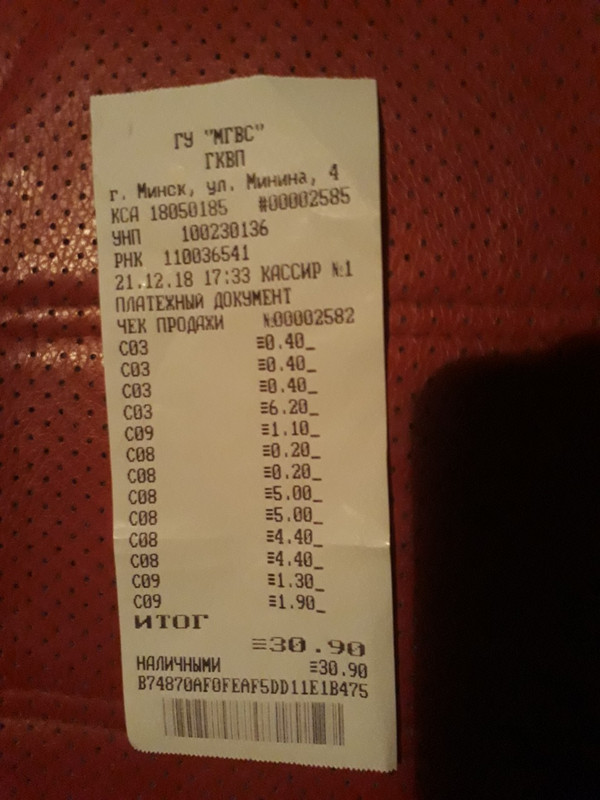 ГУ "МГВС"
ГКВП
г. Минск, ул. Минина, 4
КСА 18050185 #00002585
УНП 100230136
РНК 110036541
21.12.18 17:33 КАССИР №1
ПЛАТЕЖНЫЙ ДОКУМЕНТ
ЧЕК ПРОДАЖИ №00002582
С03 ≡0.40_
С03 ≡0.40_
С03 ≡0.40_
С03 ≡6.20_
С09 ≡1.10_
С08 ≡0.20_
С08 ≡0.20_
С08 ≡5.00_
С08 ≡5.00_
С08 ≡4.40_
С08 ≡4.40_
С09 ≡1.30_
С09 ≡1.90_
ИТОГ
≡30.90
НАЛИЧНЫМИ ≡30.90
B74870AF0FEAF5DD11E1B475